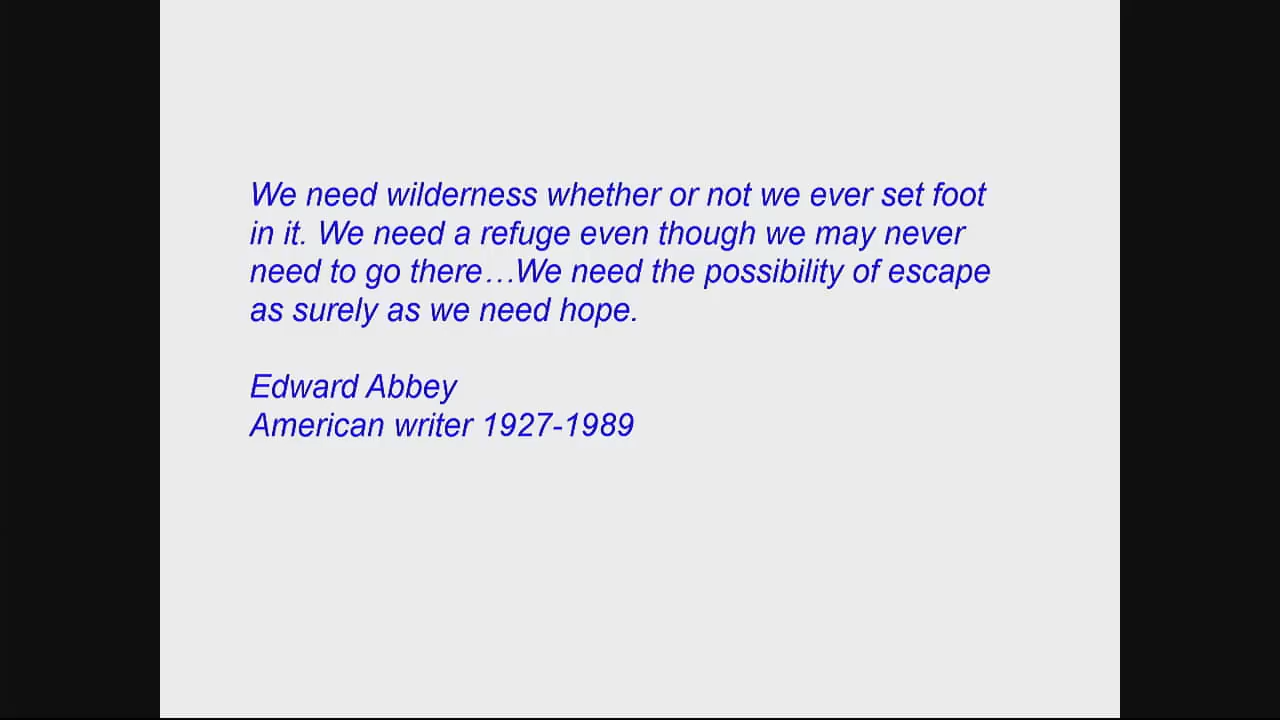 We need wilderness whether or not we ever set foot
in it. We need a refuge even though we may never
need to go there…We need the possibility of escape
as surely as we need hope.
Edward Abbey
American writer 1927-1989